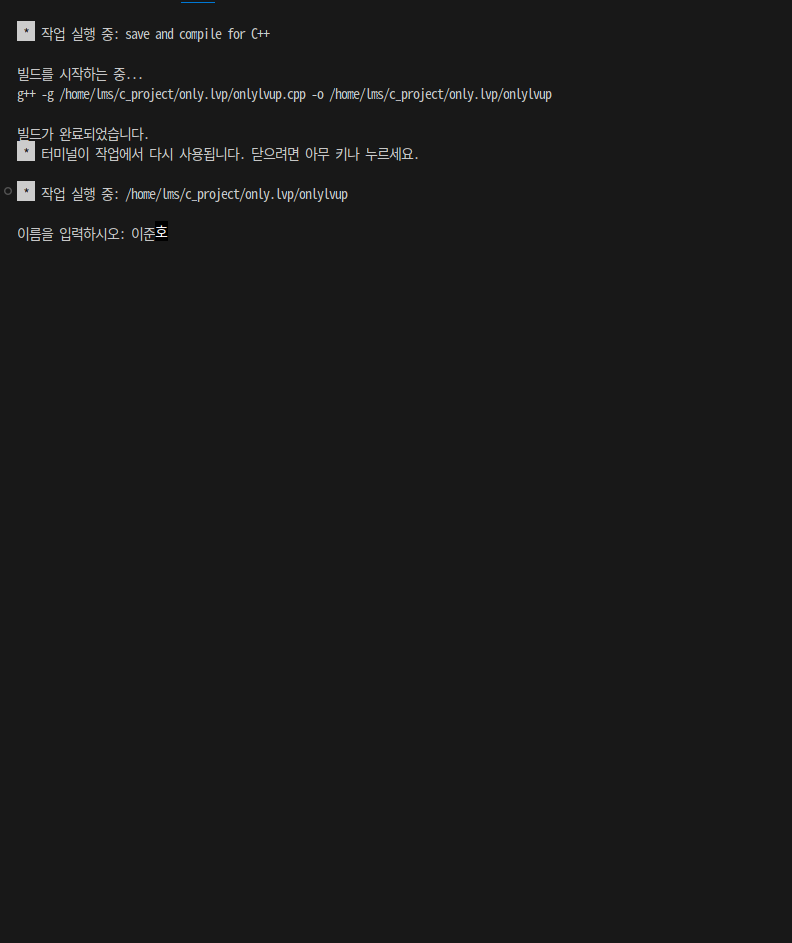 * 작업 실행 중: save and compile for C++
빌드를 시작하는 중...
g++ -g /home/lms/c_project/only.lvp/onlylvup.cpp -o /home/lms/c_project/only.lvp/onlylvup
빌드가 완료되었습니다.
* 터미널이 작업에서 다시 사용됩니다. 닫으려면 아무 키나 누르세요.
* 작업 실행 중: /home/lms/c_project/only.lvp/onlylvup
이름을 입력하시오: 이준호